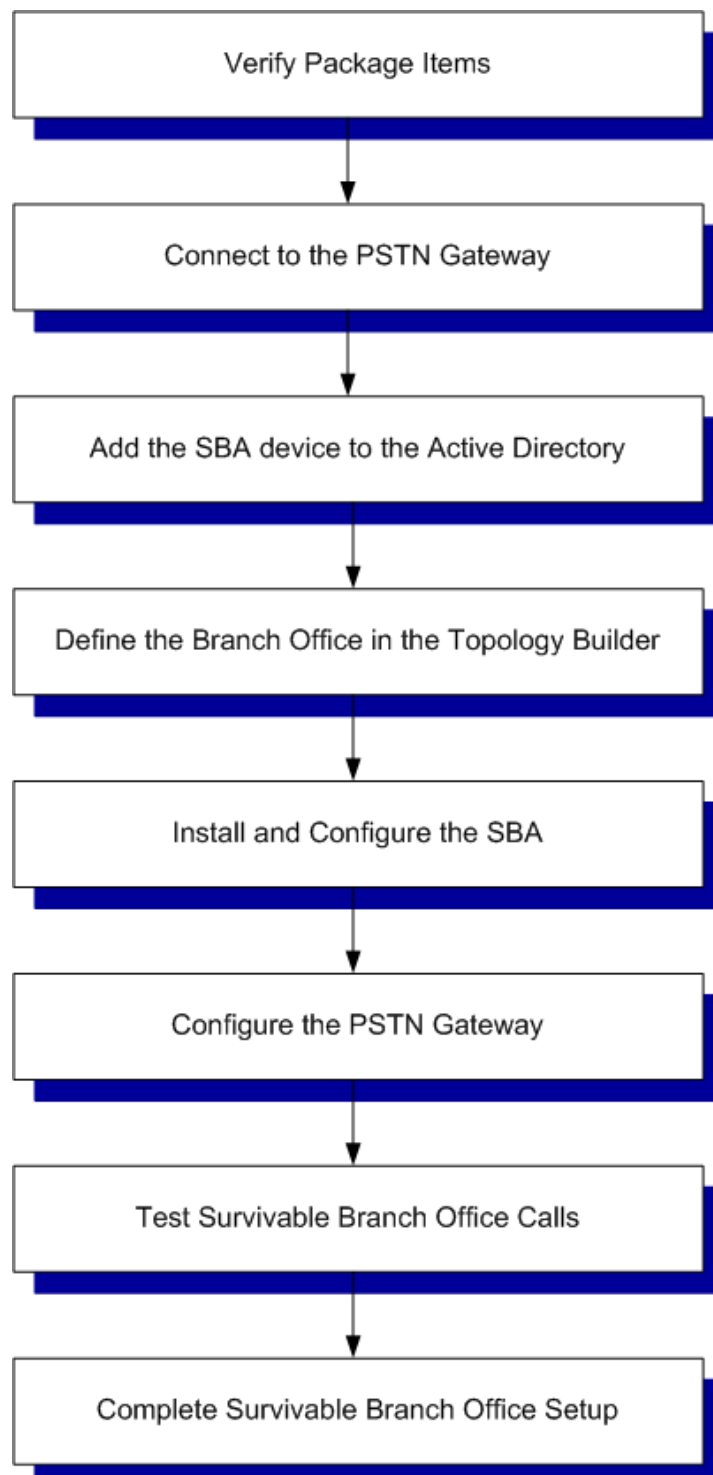 Verify Package Items
Connect to the PSTN Gateway
Add the SBA device to the Active Directory
Define the Branch Office in the Topology Builder
Install and Configure the SBA
Configure the PSTN Gateway
Test Survivable Branch Office Calls
Complete Survivable Branch Office Setup